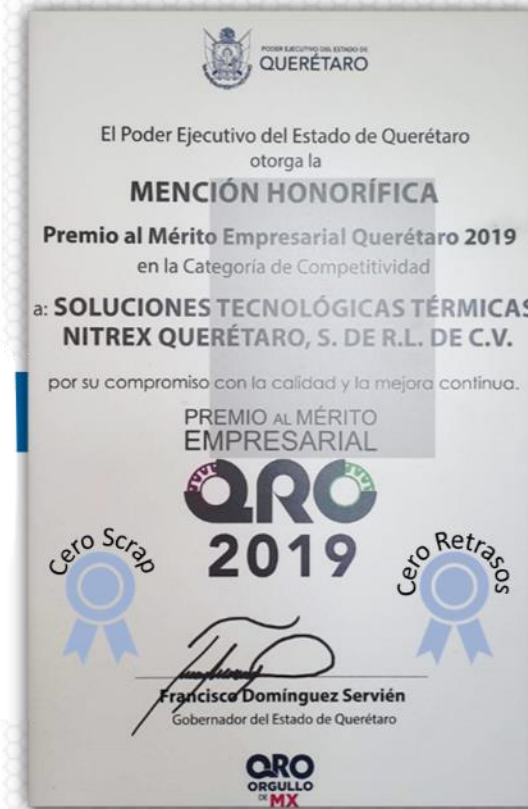 PODER EJECUTIVO DEL ESTADO DE
QUERÉTARO
El Poder Ejecutivo del Estado de Querétaro
otorga la
MENCIÓN HONORÍFICA
Premio al Mérito Empresarial Querétaro 2019
en la Categoría de Competitividad
a: SOLUCIONES TECNOLÓGICAS TÉRMICAS
NITREX QUERÉTARO, S. DE R.L. DE C.V.
por su compromiso con la calidad y la mejora continua.
PREMIO AL MÉRITO
EMPRESARIAL
QRO
2019
Cero Scrap
Cero Retrasos
Francisco Domínguez Servién
Gobernador del Estado de Querétaro
QRO
ORGULLO
DE MX